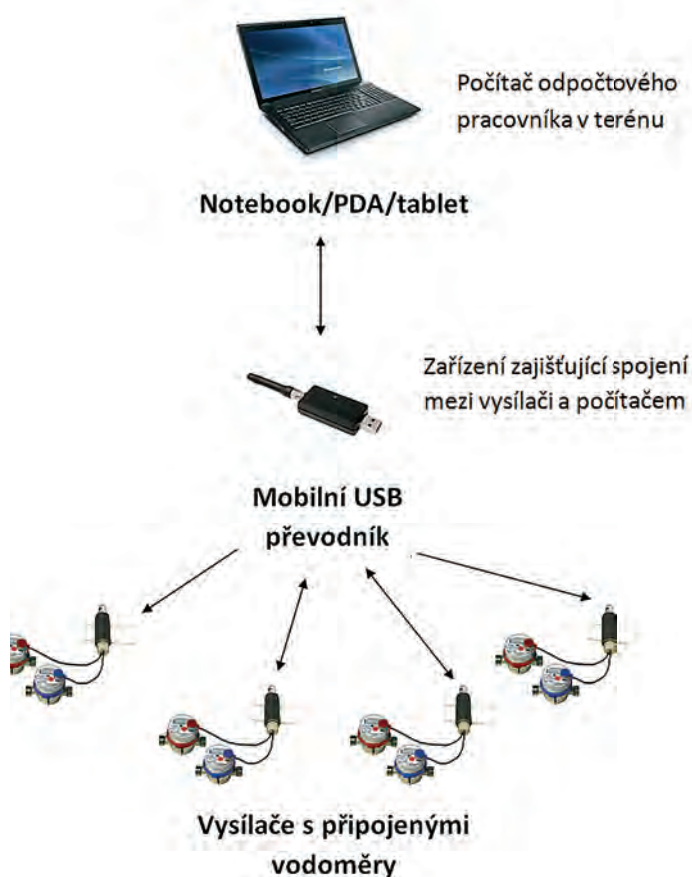 Počítač odpočtového
pracovníka v terénu
Notebook/PDA/tablet
Zařízení zajišťující spojení
mezi vysílači a počítačem
Mobilní USB
převodník
Vysílače s připojenými
vodoměry